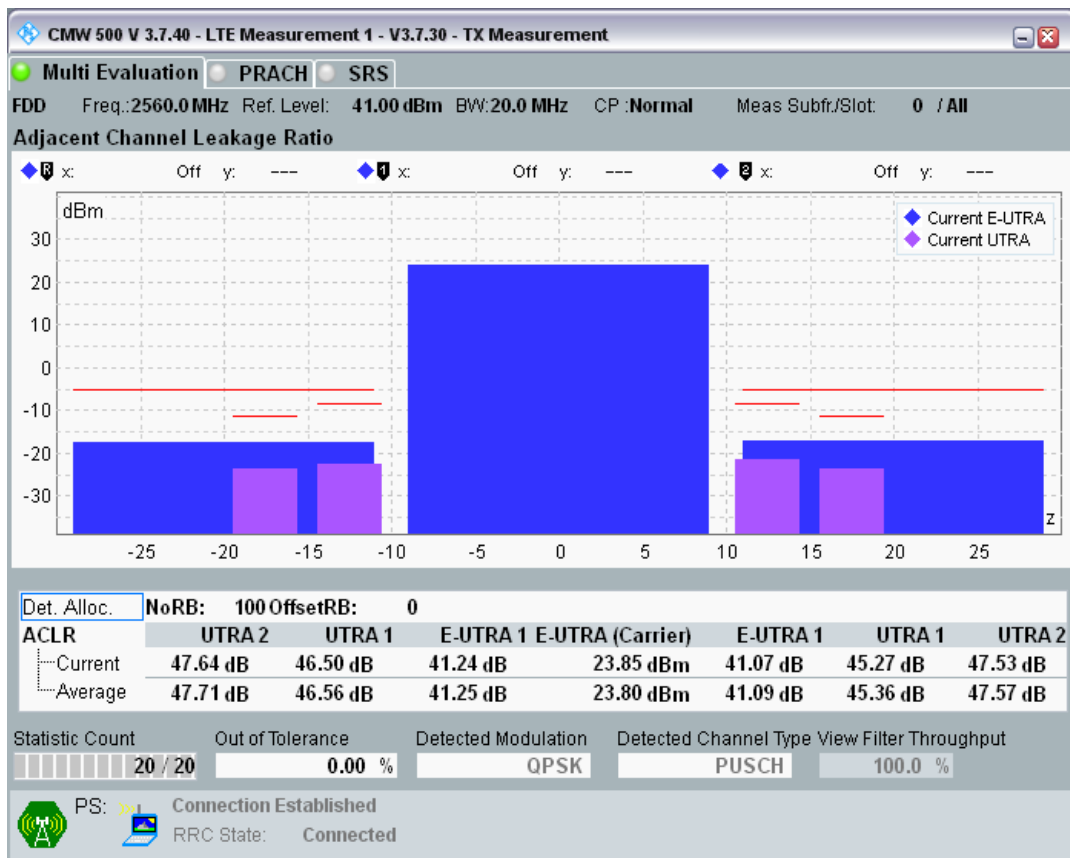 CMW 500 V 3.7.40 - LTE Measurement 1 - V3.7.30 - TX Measurement
Multi Evaluation PRACH SRS
FDD Freq.:2560.0 MHz Ref. Level: 41.00 dBm BW:20.0 MHz CP :Normal Meas Subfr./Slot: 0 / All
Adjacent Channel Leakage Ratio
R x: Off y: --- 1 x: Off y: --- 2 x: Off y: ---
dBm
Current E-UTRA
Current UTRA
30
20
10
0
-10
-20
-30
z
-25 -20 -15 -10 -5 0 5 10 15 20 25
Det. Alloc. NoRB: 100 OffsetRB: 0
ACLR UTRA 2 UTRA 1 E-UTRA 1 E-UTRA (Carrier) E-UTRA 1 UTRA 1 UTRA 2
Current 47.64 dB 46.50 dB 41.24 dB 23.85 dBm 41.07 dB 45.27 dB 47.53 dB
Average 47.71 dB 46.56 dB 41.25 dB 23.80 dBm 41.09 dB 45.36 dB 47.57 dB
Statistic Count Out of Tolerance Detected Modulation Detected Channel Type View Filter Throughput
20 / 20 0.00 % QPSK PUSCH 100.0 %
PS: Connection Established
RRC State: Connected